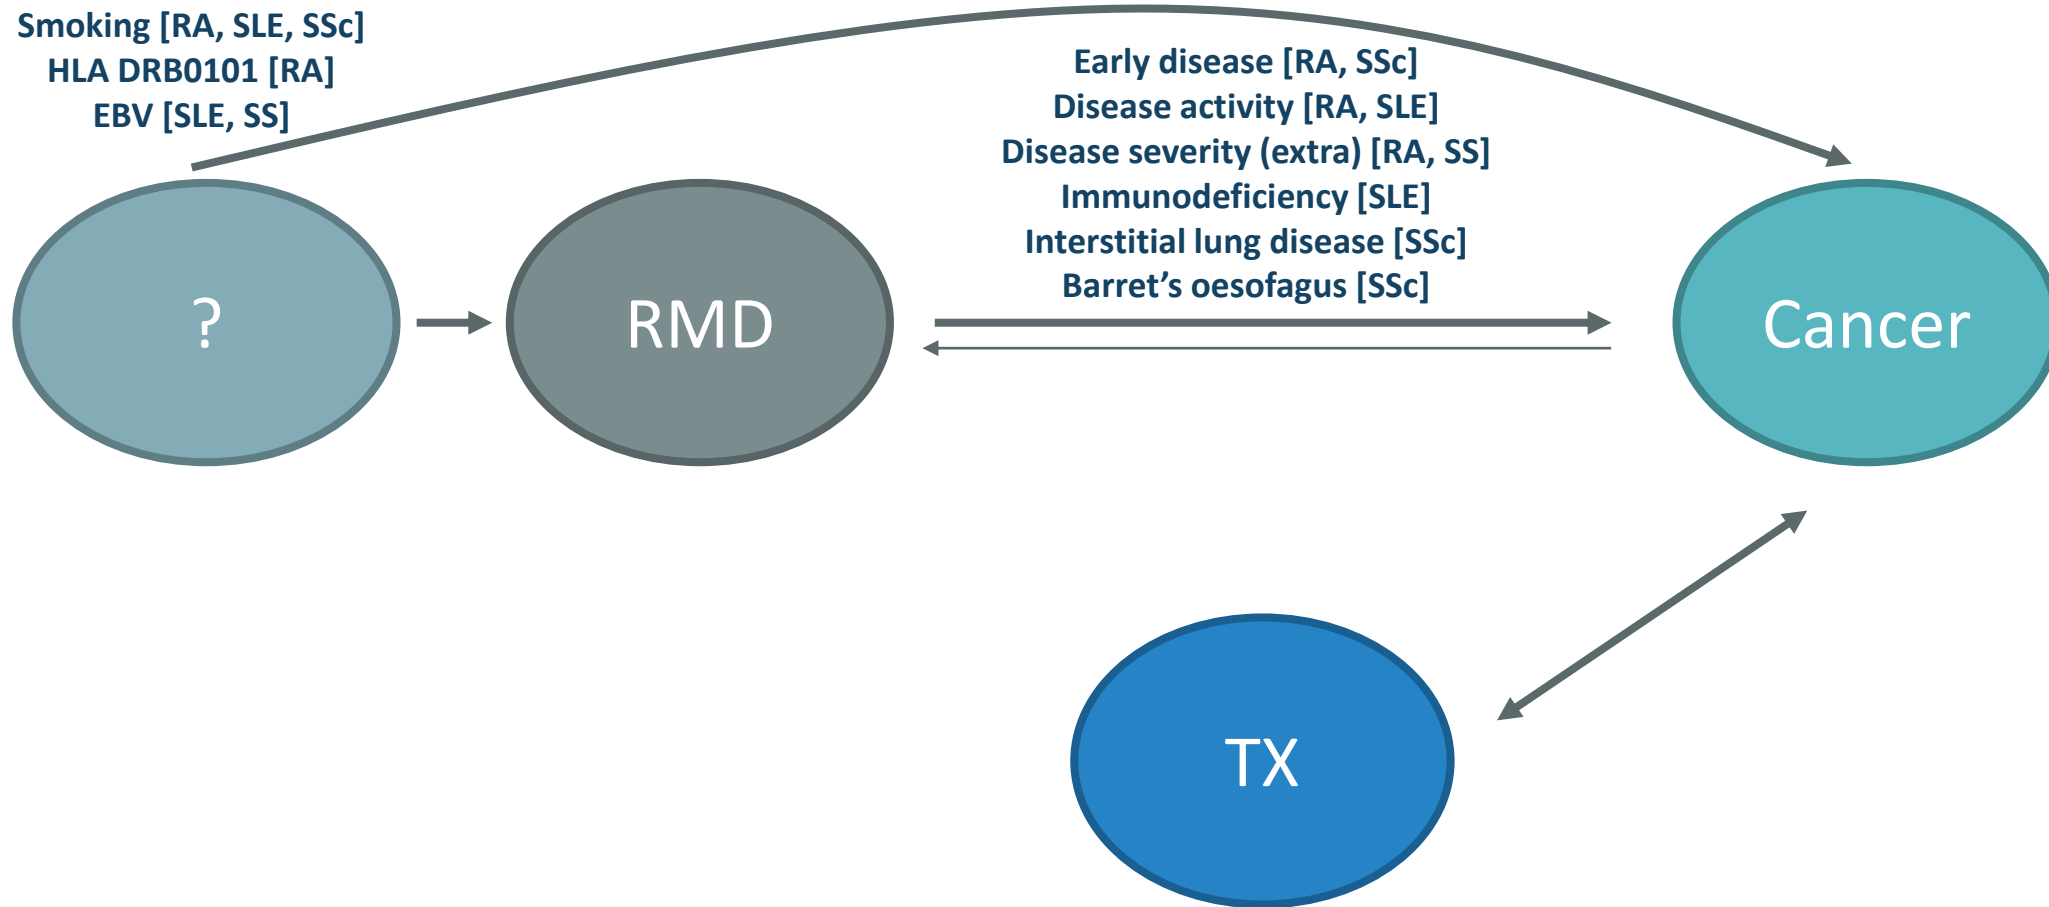 Smoking [RA, SLE, SSc]
HLA DRB0101 [RA]
EBV [SLE, SS]
Early disease [RA, SSc]
Disease activity [RA, SLE]
Disease severity (extra) [RA, SS]
Immunodeficiency [SLE]
Interstitial lung disease [SSc]
Barret’s oesofagus [SSc]
?
RMD
Cancer
TX